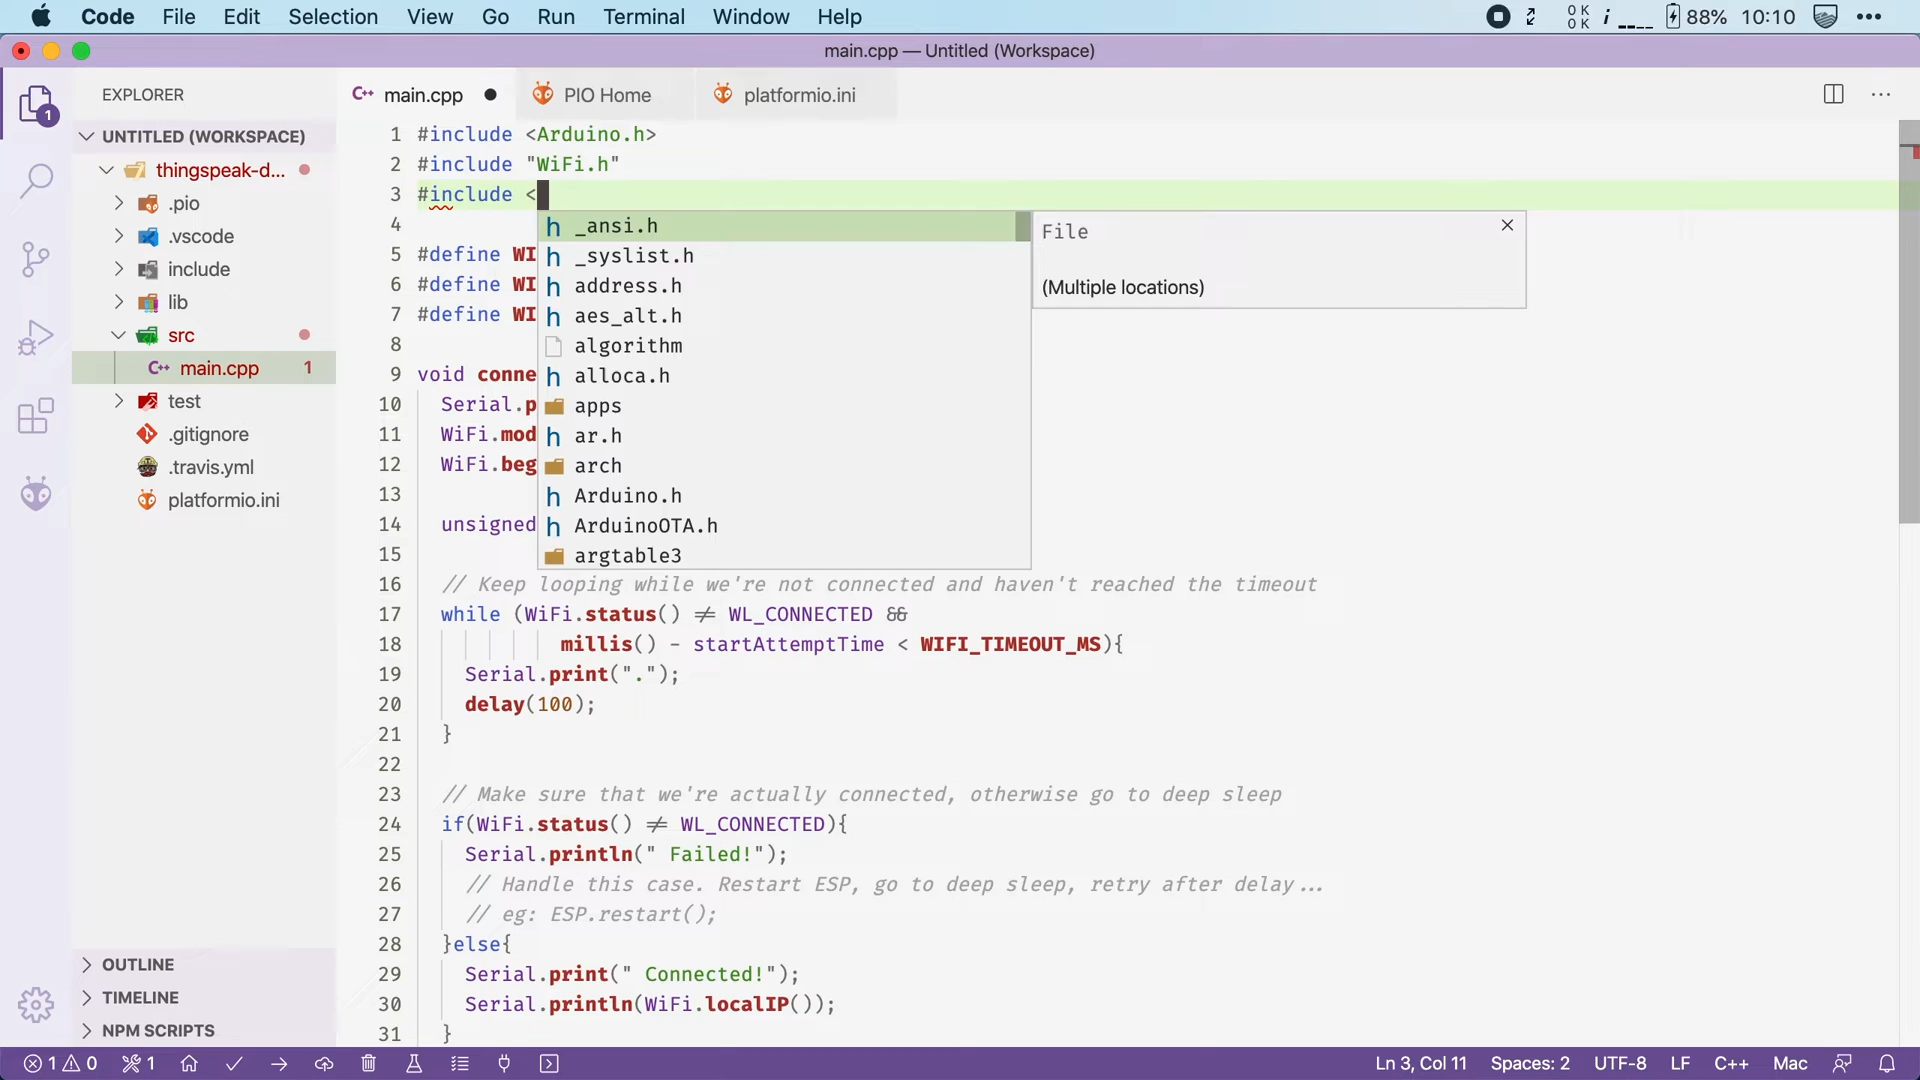 Code File Edit Selection View Go Run Terminal Window Help 0 K 0 K i 88% 10:10
main.cpp — Untitled (Workspace)
EXPLORER
main.cpp PIO Home platformio.ini
1
UNTITLED (WORKSPACE)
thingspeak-d...
.pio
.vscode
include
lib
src
main.cpp 1
test
.gitignore
.travis.yml
platformio.ini
OUTLINE
TIMELINE
NPM SCRIPTS
1 #include <Arduino.h>
2 #include "WiFi.h"
3 #include <
4
5 #define WI
6 #define WI
7 #define WI
8
9 void conne
10 Serial.p
11 WiFi.mod
12 WiFi.beg
13
14 unsigned
15
_ansi.h
_syslist.h
address.h
aes_alt.h
algorithm
alloca.h
apps
ar.h
arch
Arduino.h
ArduinoOTA.h
argtable3
File
(Multiple locations)
16 // Keep looping while we're not connected and haven't reached the timeout
17 while (WiFi.status() ≠ WL_CONNECTED &&
18 millis() - startAttemptTime < WIFI_TIMEOUT_MS){
19 Serial.print(".");
20 delay(100);
21 }
22
23 // Make sure that we're actually connected, otherwise go to deep sleep
24 if(WiFi.status() ≠ WL_CONNECTED){
25 Serial.println(" Failed!");
26 // Handle this case. Restart ESP, go to deep sleep, retry after delay...
27 // eg: ESP.restart();
28 }else{
29 Serial.print(" Connected!");
30 Serial.println(WiFi.localIP());
31 }
1 0 1 Ln 3, Col 11 Spaces: 2 UTF-8 LF C++ Mac